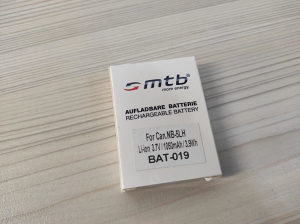 mtb
more energy
AUFLADBARE BATTERIE
RECHARGEABLE BATTERY
For Can.NB-5LH
Li-ion 3.7V / 1050mAh / 3.9Wh
BAT-019